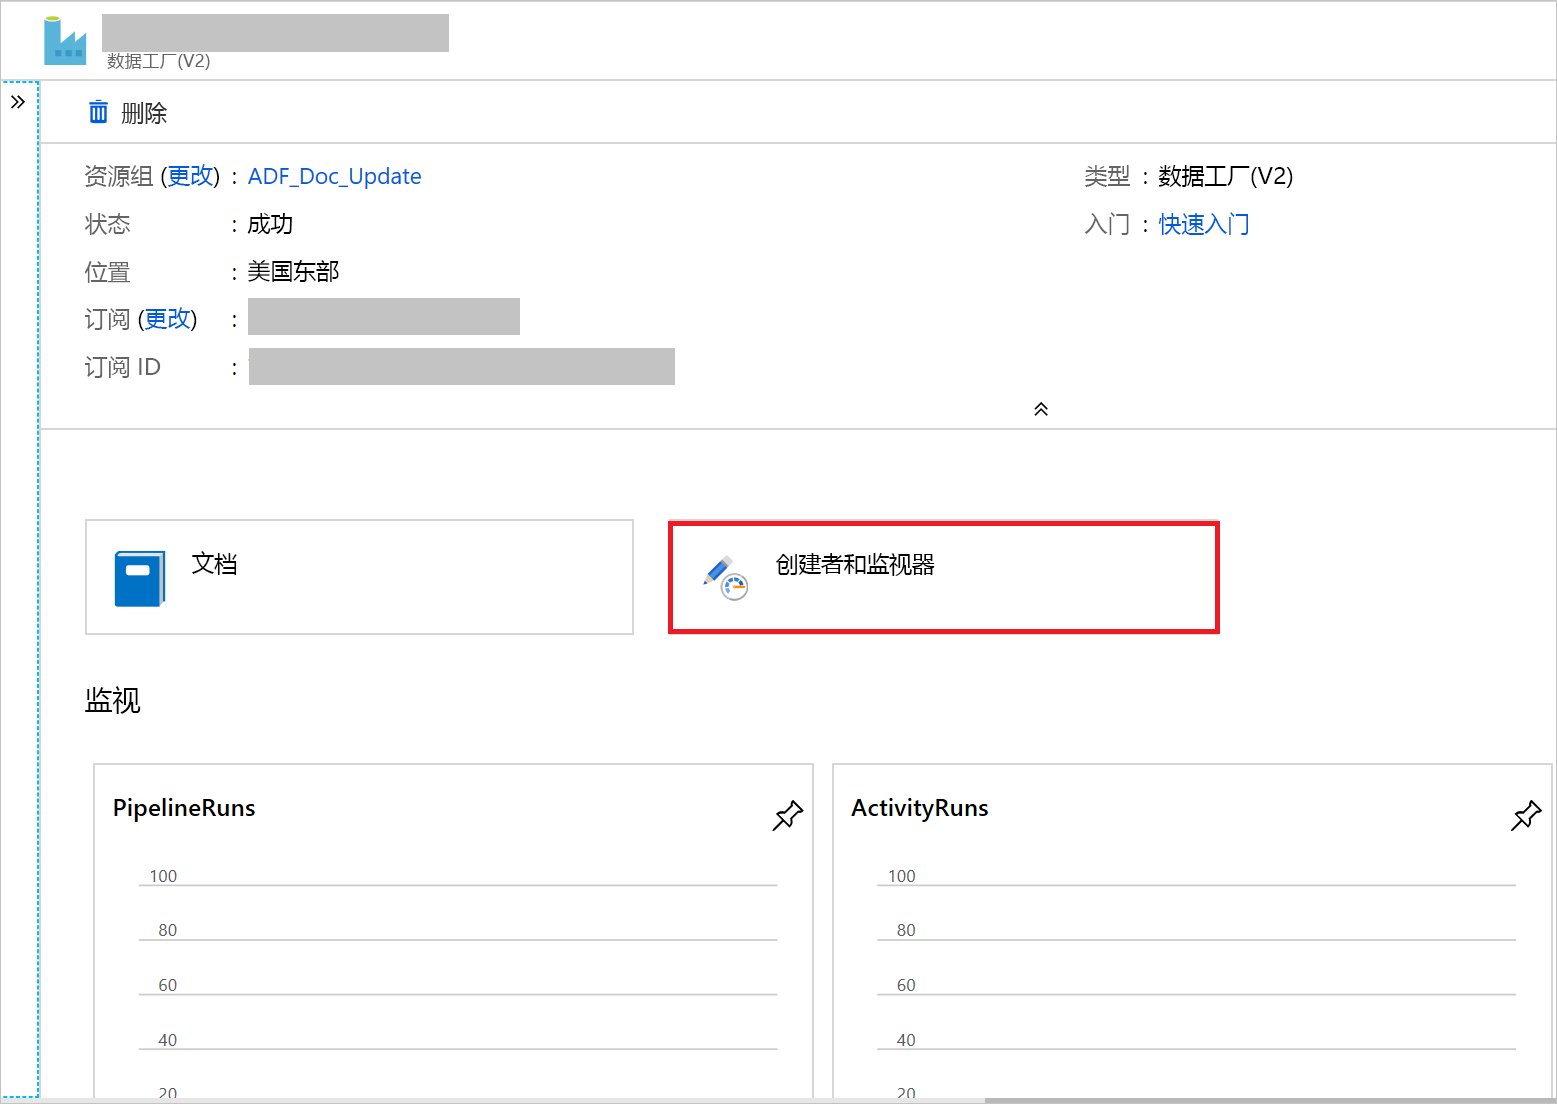 数据工厂(V2)
删除
资源组 (更改) : ADF_Doc_Update
类型 : 数据工厂(V2)
状态 : 成功
入门 : 快速入门
位置 : 美国东部
订阅 (更改) :
订阅 ID :
文档
创建者和监视器
监视
PipelineRuns
100
80
60
40
20
ActivityRuns
100
80
60
40
20